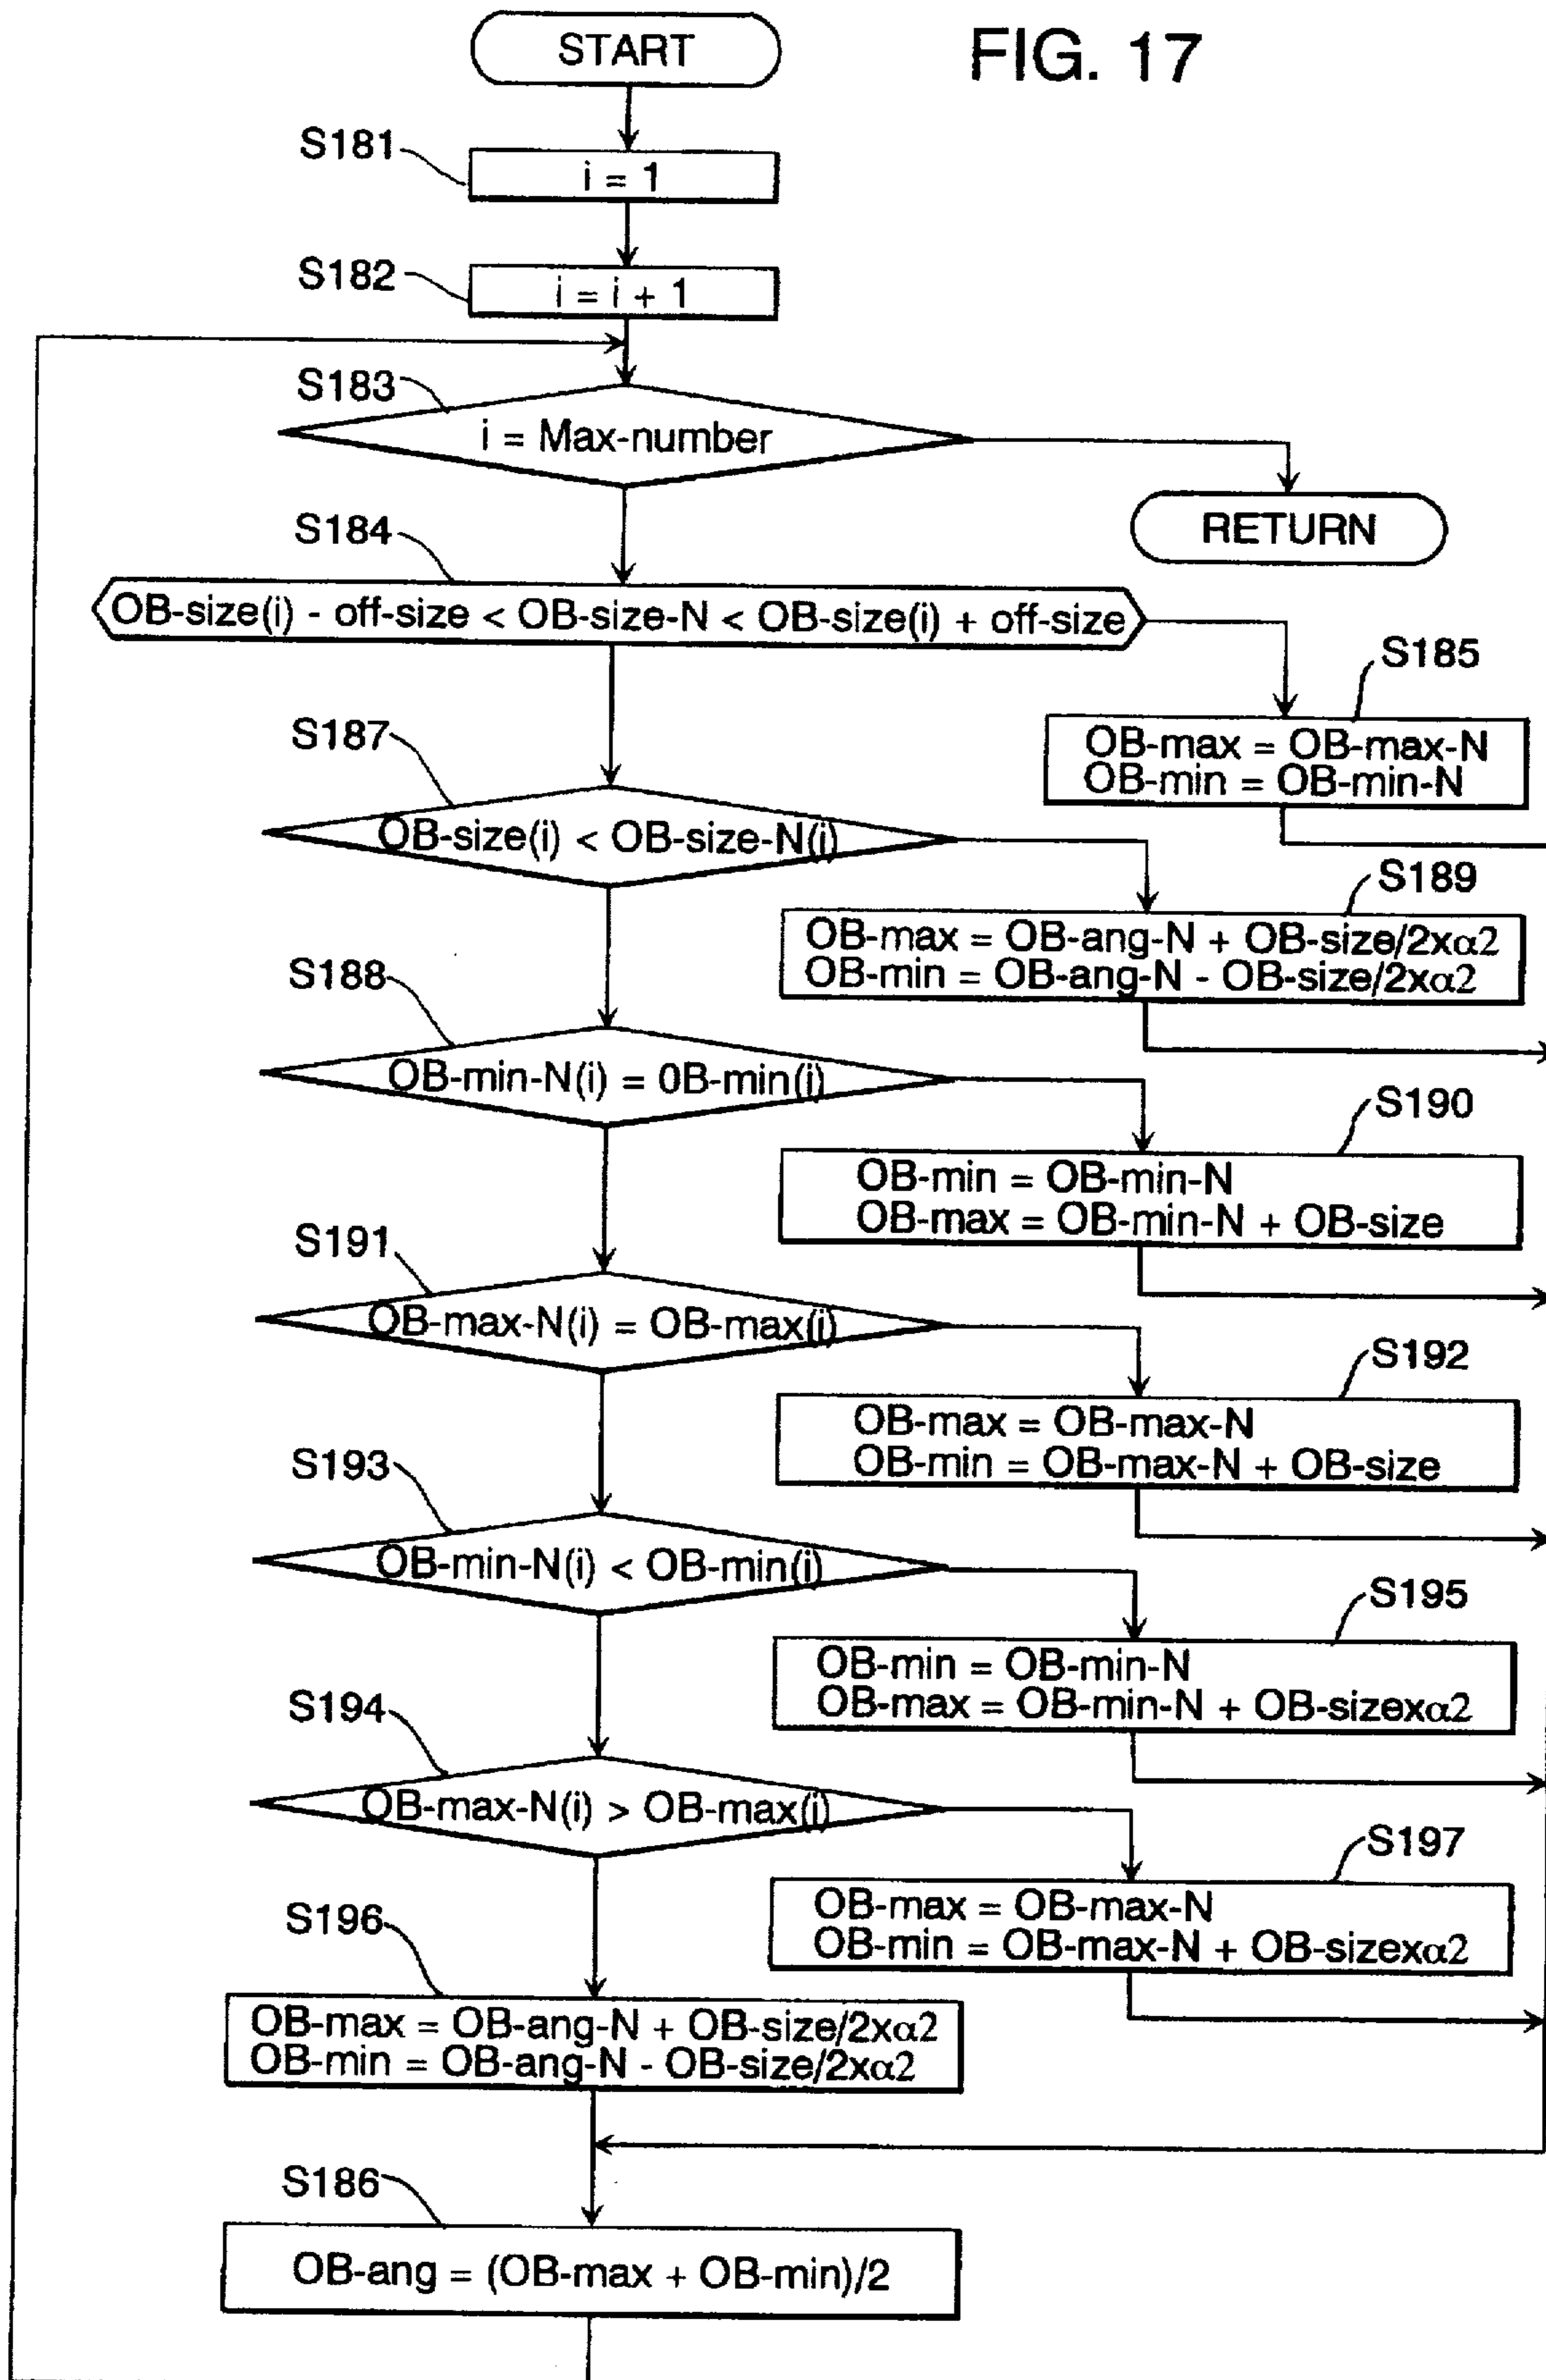 START
FIG. 17
S181
i = 1
S182
i = i + 1
S183
i = Max-number
RETURN
S184
OB-size(i) - off-size < OB-size-N < OB-size(i) + off-size
S185
OB-max = OB-max-N
OB-min = OB-min-N
S187
OB-size(i) < OB-size-N(i)
S189
OB-max = OB-ang-N + OB-size/2xα2
OB-min = OB-ang-N - OB-size/2xα2
S188
OB-min-N(i) = 0B-min(i)
S190
OB-min = OB-min-N
OB-max = OB-min-N + OB-size
S191
OB-max-N(i) = OB-max(i)
S192
OB-max = OB-max-N
OB-min = OB-max-N + OB-size
S193
OB-min-N(i) < OB-min(i)
S195
OB-min = OB-min-N
OB-max = OB-min-N + OB-sizexα2
S194
OB-max-N(i) > OB-max(i)
S197
OB-max = OB-max-N
OB-min = OB-max-N + OB-sizexα2
S196
OB-max = OB-ang-N + OB-size/2xα2
OB-min = OB-ang-N - OB-size/2xα2
S186
OB-ang = (OB-max + OB-min)/2